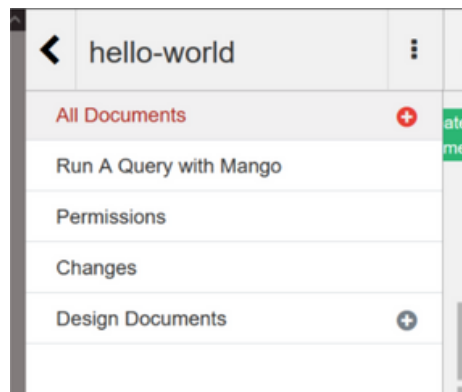 hello-world
All Documents
Run A Query with Mango
Permissions
Changes
Design Documents